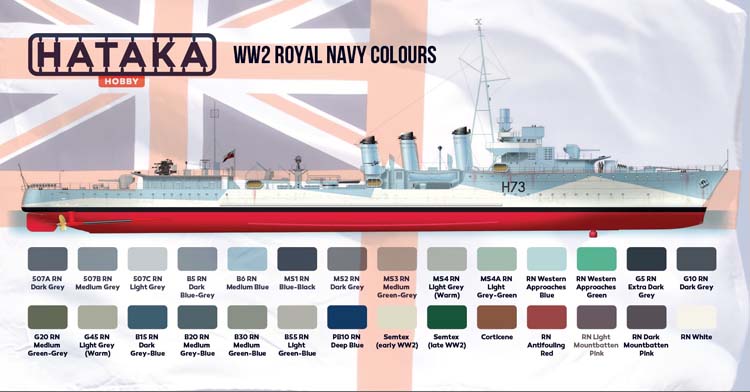 HATAKA
HOBBY
WW2 ROYAL NAVY COLOURS
H73
507A RN
Dark Grey
507B RN
Medium Grey
507C RN
Light Grey
B5 RN
Dark
Blue-Grey
B6 RN
Medium Blue
MS1 RN
Blue-Black
MS2 RN
Dark Grey
MS3 RN
Medium
Green-Grey
MS4 RN
Light Grey
(Warm)
MS4A RN
Light
Grey-Green
RN Western
Approaches
Blue
RN Western
Approaches
Green
G5 RN
Extra Dark
Grey
G10 RN
Dark Grey
G20 RN
Medium
Green-Grey
G45 RN
Light Grey
(Warm)
B15 RN
Dark
Grey-Blue
B20 RN
Medium
Grey-Blue
B30 RN
Medium
Green-Blue
B55 RN
Light
Green-Blue
PB10 RN
Deep Blue
Semtex
(early WW2)
Semtex
(late WW2)
Corticene
RN
Antifouling
Red
RN Light
Mountbatten
Pink
RN Dark
Mountbatten
Pink
RN White